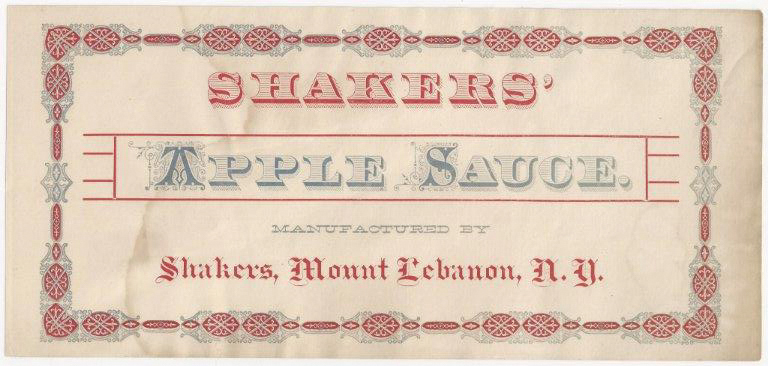 SHAKERS'
APPLE SAUCE.
MANUFACTURED BY
Shakers, Mount Lebanon, N. Y.